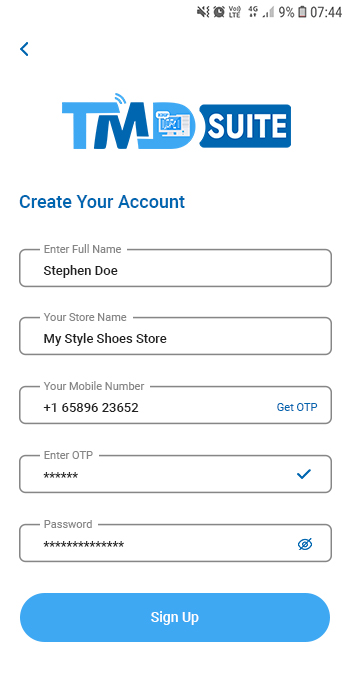 Vo))
LTE
4G
9%
07:44
TMD SUITE
Create Your Account
Enter Full Name
Stephen Doe
Your Store Name
My Style Shoes Store
Your Mobile Number
+1 65896 23652
Get OTP
Enter OTP
******
Password
**************
Sign Up